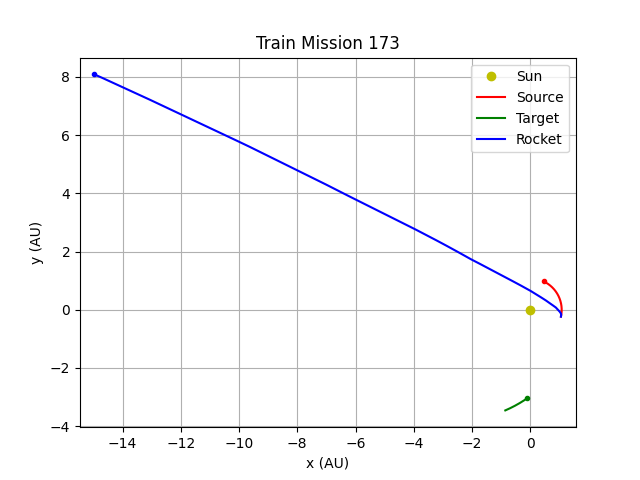 Train Mission 173
Sun
Source
Target
Rocket
y (AU)
8
6
4
2
0
−2
−4
−14 −12 −10 −8 −6 −4 −2 0
x (AU)